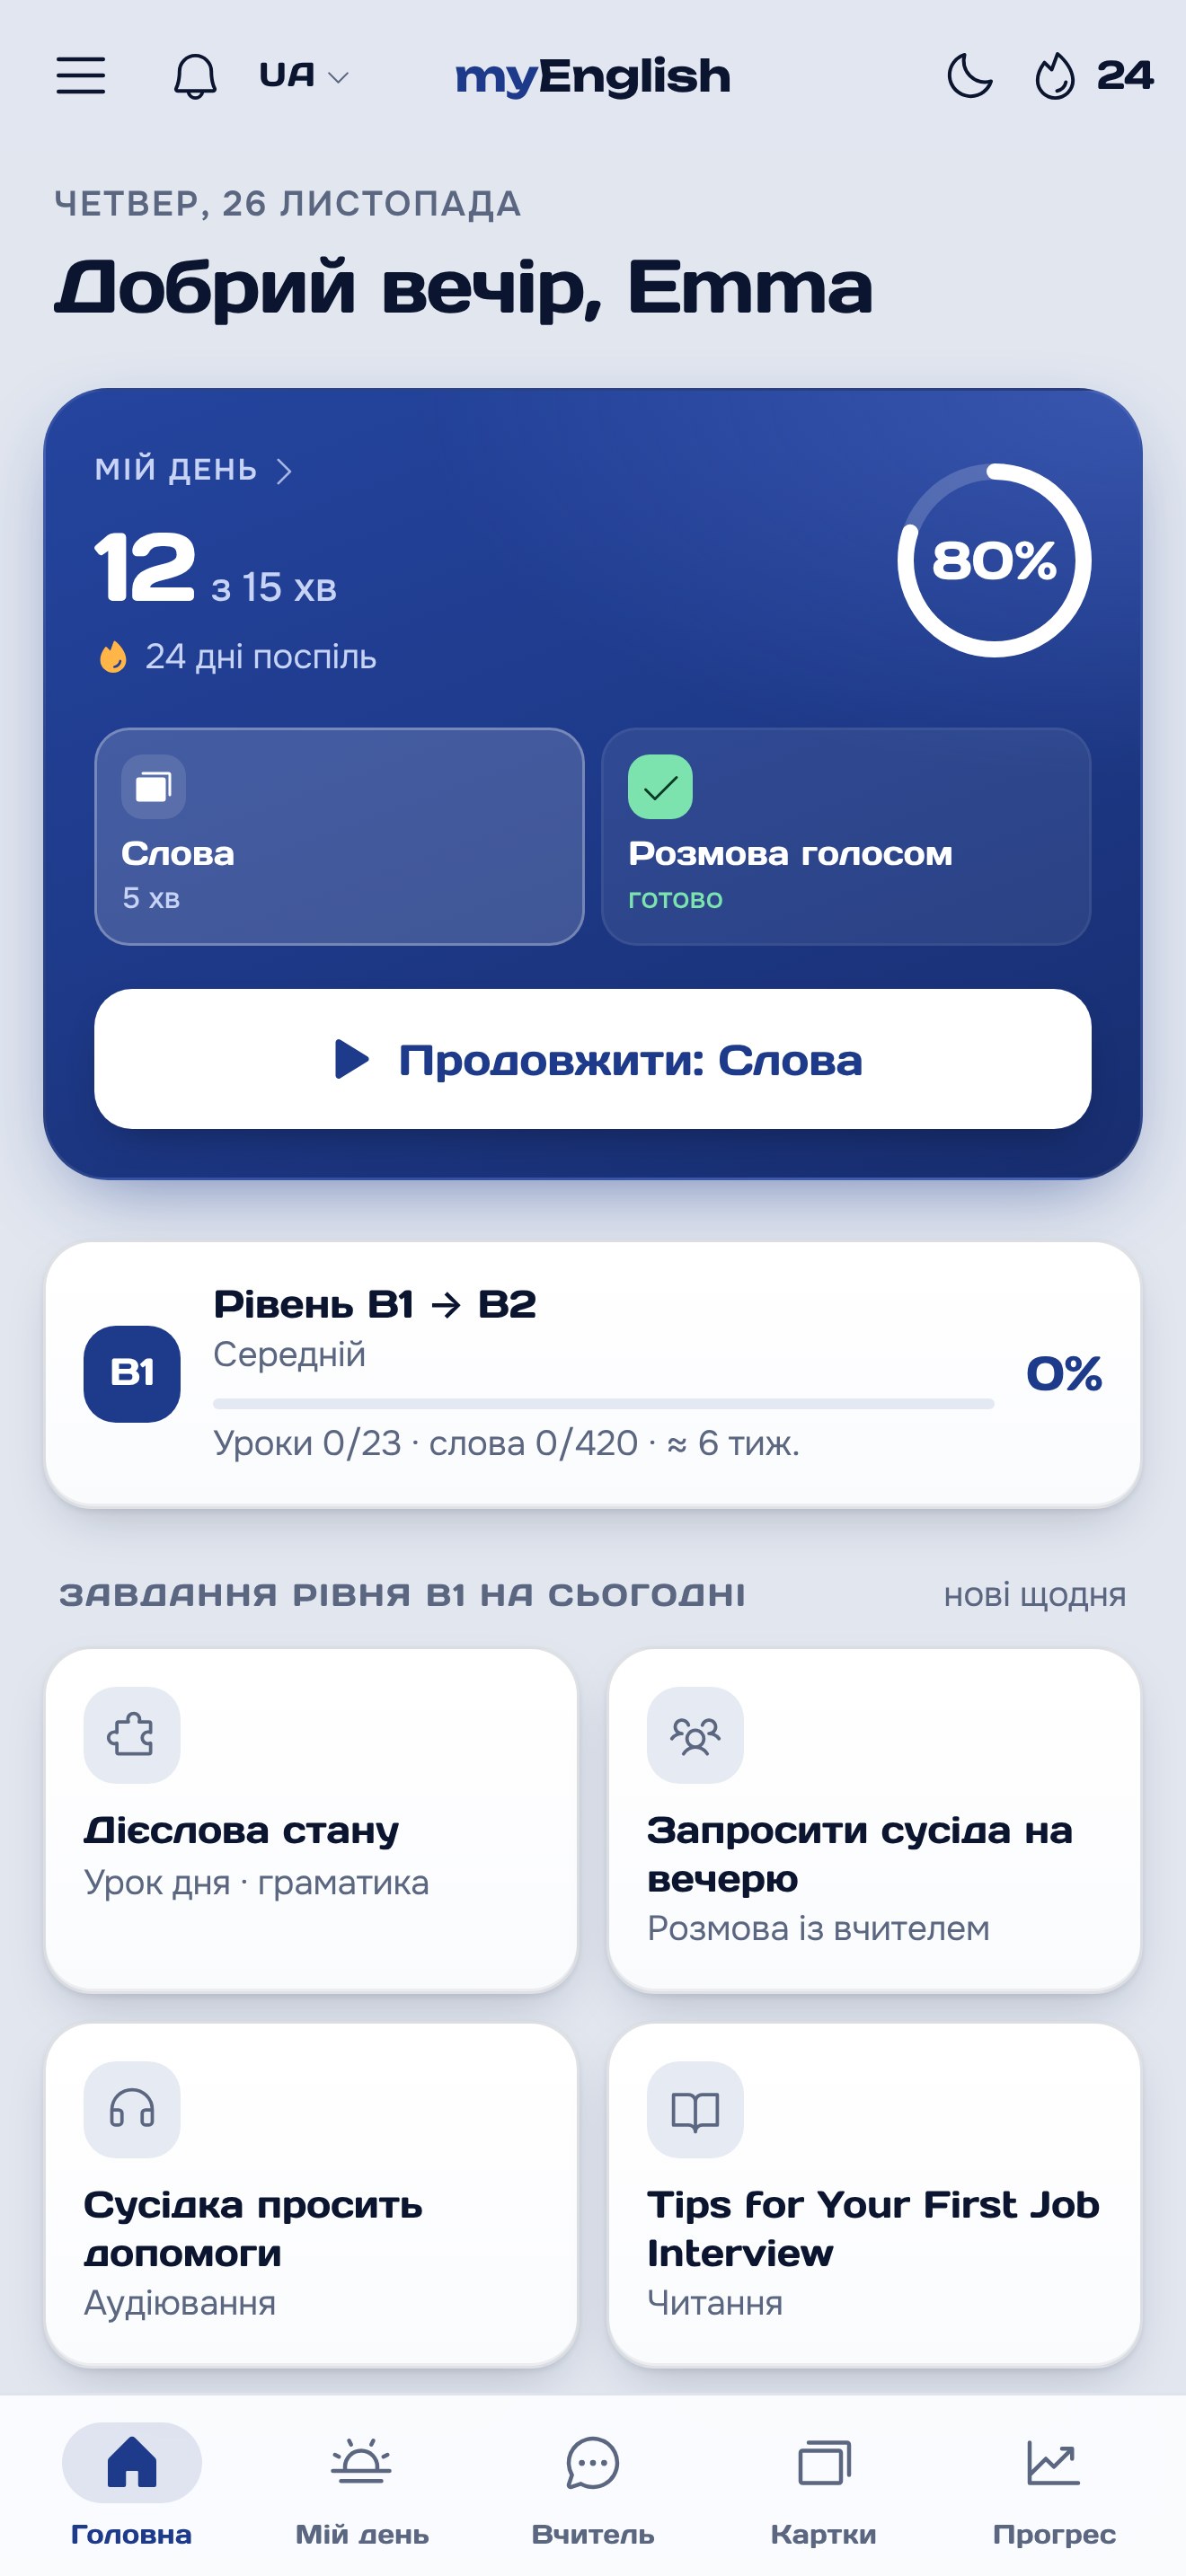 UA
myEnglish
24
ЧЕТВЕР, 26 ЛИСТОПАДА
Добрий вечір, Emma
МІЙ ДЕНЬ
12 з 15 хв
80%
24 дні поспіль
Слова
5 хв
Розмова голосом
готово
Продовжити: Слова
B1
Рівень B1 → B2
Середній
0%
Уроки 0/23 · слова 0/420 · ≈ 6 тиж.
ЗАВДАННЯ РІВНЯ B1 НА СЬОГОДНІ
нові щодня
Дієслова стану
Урок дня · граматика
Запросити сусіда на
вечерю
Розмова із вчителем
Сусідка просить
допомоги
Аудіювання
Tips for Your First Job
Interview
Читання
Головна
Мій день
Вчитель
Картки
Прогрес